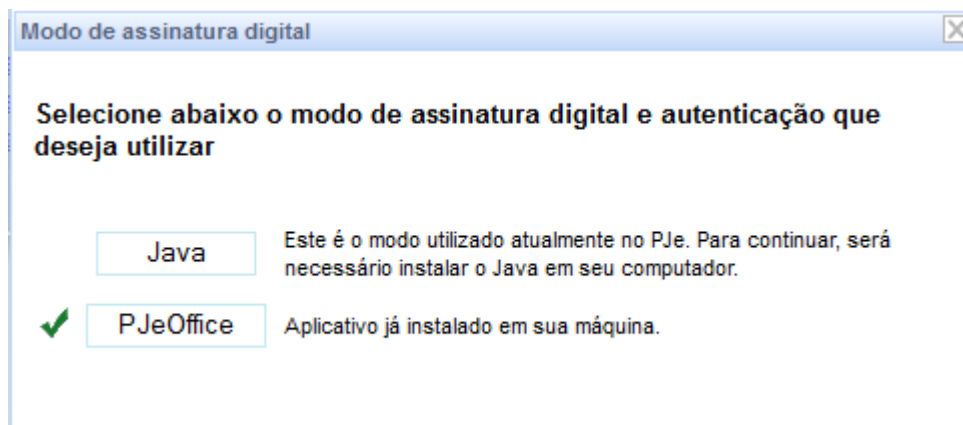 Modo de assinatura digital
Selecione abaixo o modo de assinatura digital e autenticação que
deseja utilizar
Java
Este é o modo utilizado atualmente no PJe. Para continuar, será
necessário instalar o Java em seu computador.
PJeOffice
Aplicativo já instalado em sua máquina.